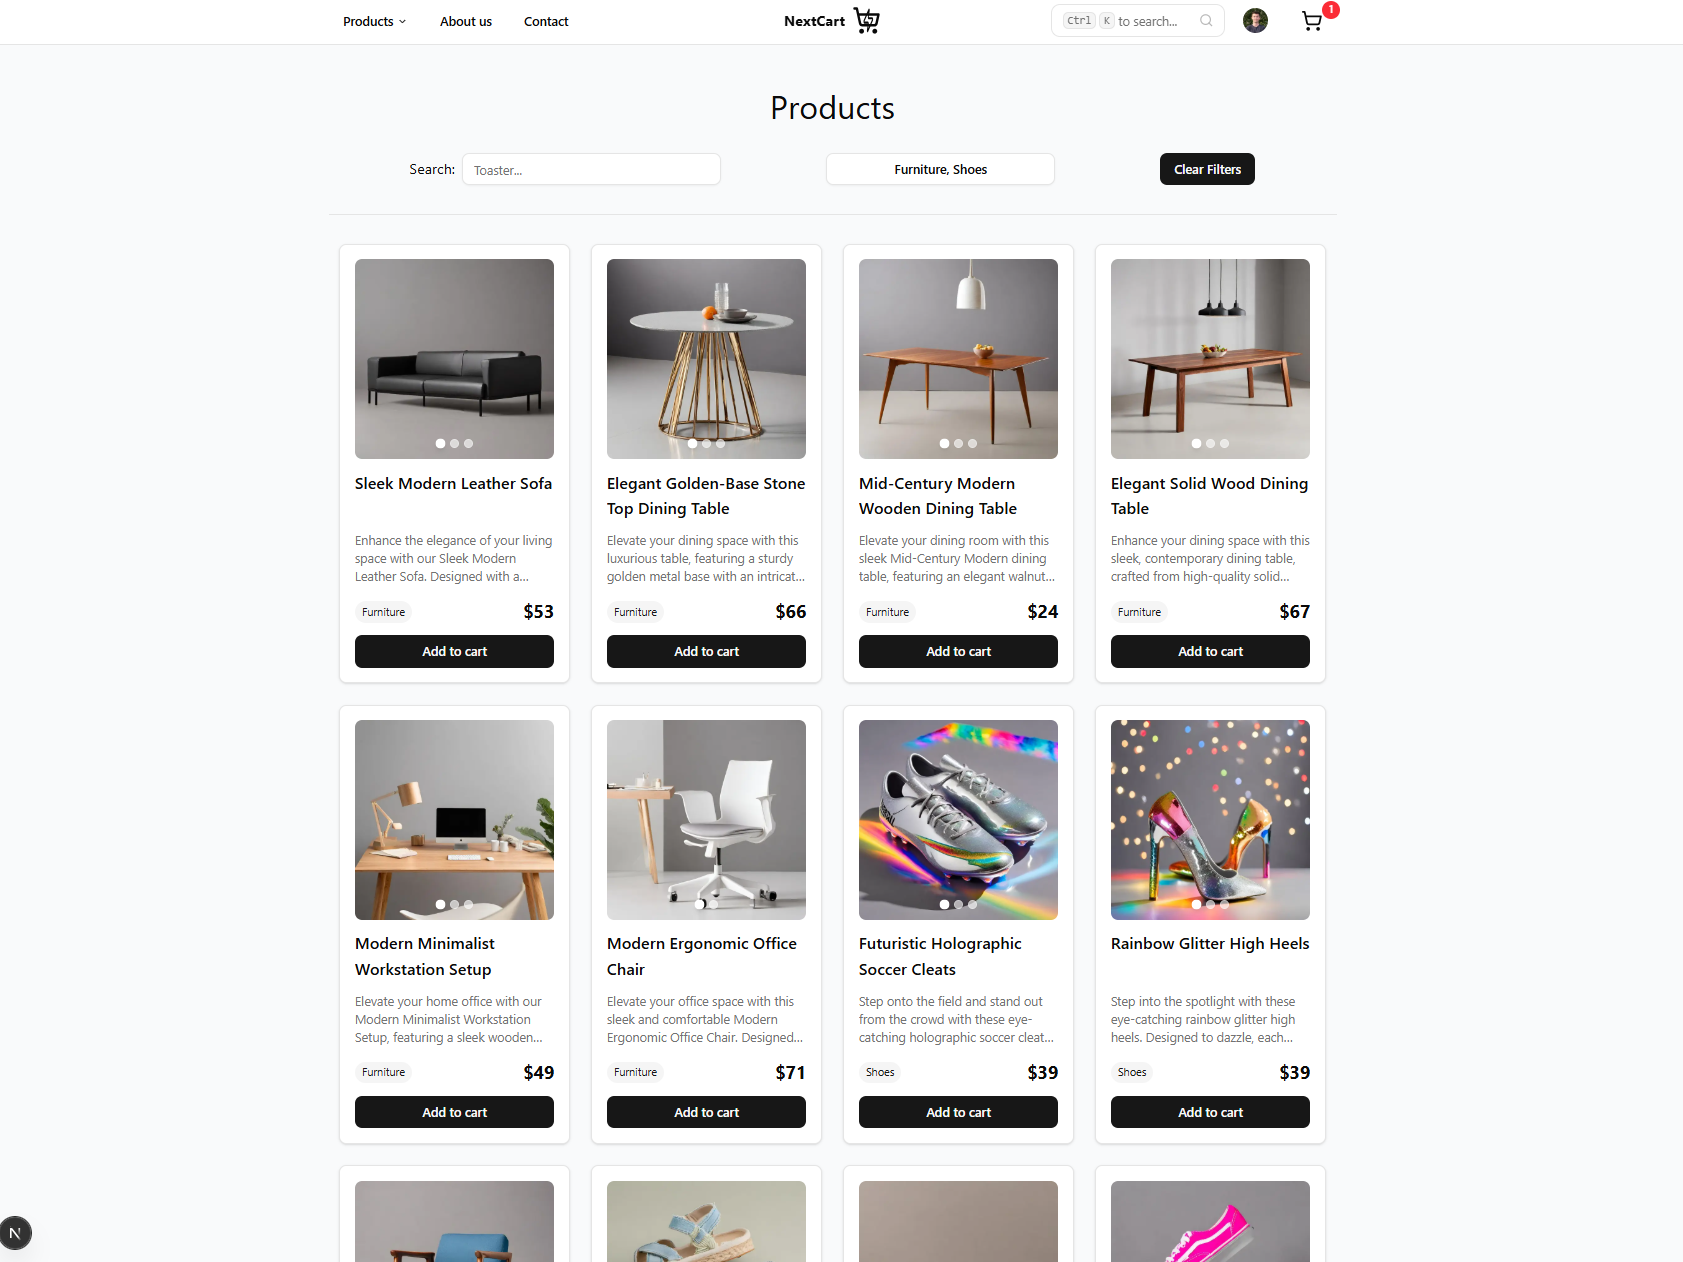 Products
About us
Contact
NextCart
Ctrl K to search...
1
Products
Search:
Toaster...
Furniture, Shoes
Clear Filters
Sleek Modern Leather Sofa
Enhance the elegance of your living
space with our Sleek Modern
Leather Sofa. Designed with a...
Furniture
$53
Add to cart
Elegant Golden-Base Stone
Top Dining Table
Elevate your dining space with this
luxurious table, featuring a sturdy
golden metal base with an intricat...
Furniture
$66
Add to cart
Mid-Century Modern
Wooden Dining Table
Elevate your dining room with this
sleek Mid-Century Modern dining
table, featuring an elegant walnut...
Furniture
$24
Add to cart
Elegant Solid Wood Dining
Table
Enhance your dining space with this
sleek, contemporary dining table,
crafted from high-quality solid...
Furniture
$67
Add to cart
Modern Minimalist
Workstation Setup
Elevate your home office with our
Modern Minimalist Workstation
Setup, featuring a sleek wooden...
Furniture
$49
Add to cart
Modern Ergonomic Office
Chair
Elevate your office space with this
sleek and comfortable Modern
Ergonomic Office Chair. Designed...
Furniture
$71
Add to cart
Futuristic Holographic
Soccer Cleats
Step onto the field and stand out
from the crowd with these eye-
catching holographic soccer cleat...
Shoes
$39
Add to cart
Rainbow Glitter High Heels
Step into the spotlight with these
eye-catching rainbow glitter high
heels. Designed to dazzle, each...
Shoes
$39
Add to cart
N